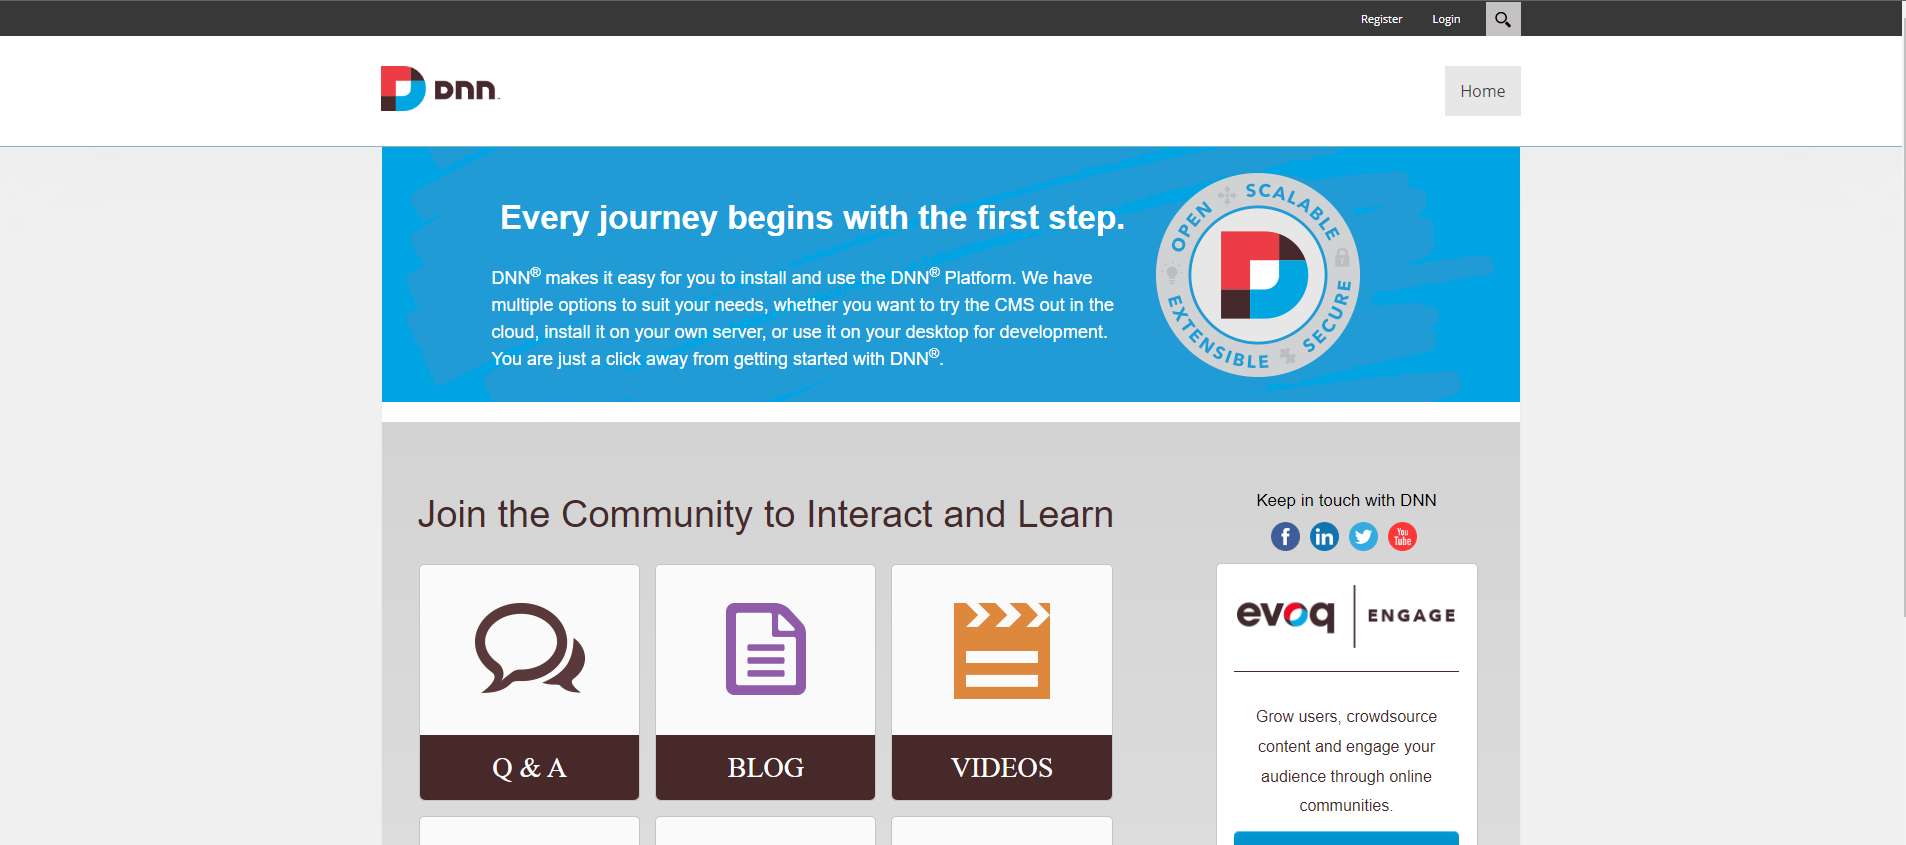 Register
Login
DNN
Home
Every journey begins with the first step.
DNN® makes it easy for you to install and use the DNN® Platform. We have
multiple options to suit your needs, whether you want to try the CMS out in the
cloud, install it on your own server, or use it on your desktop for development.
You are just a click away from getting started with DNN®.
OPEN
SCALABLE
SECURE
EXTENSIBLE
Join the Community to Interact and Learn
Q & A
BLOG
VIDEOS
Keep in touch with DNN
f
in
You
Tube
evoq
ENGAGE
Grow users, crowdsource
content and engage your
audience through online
communities.